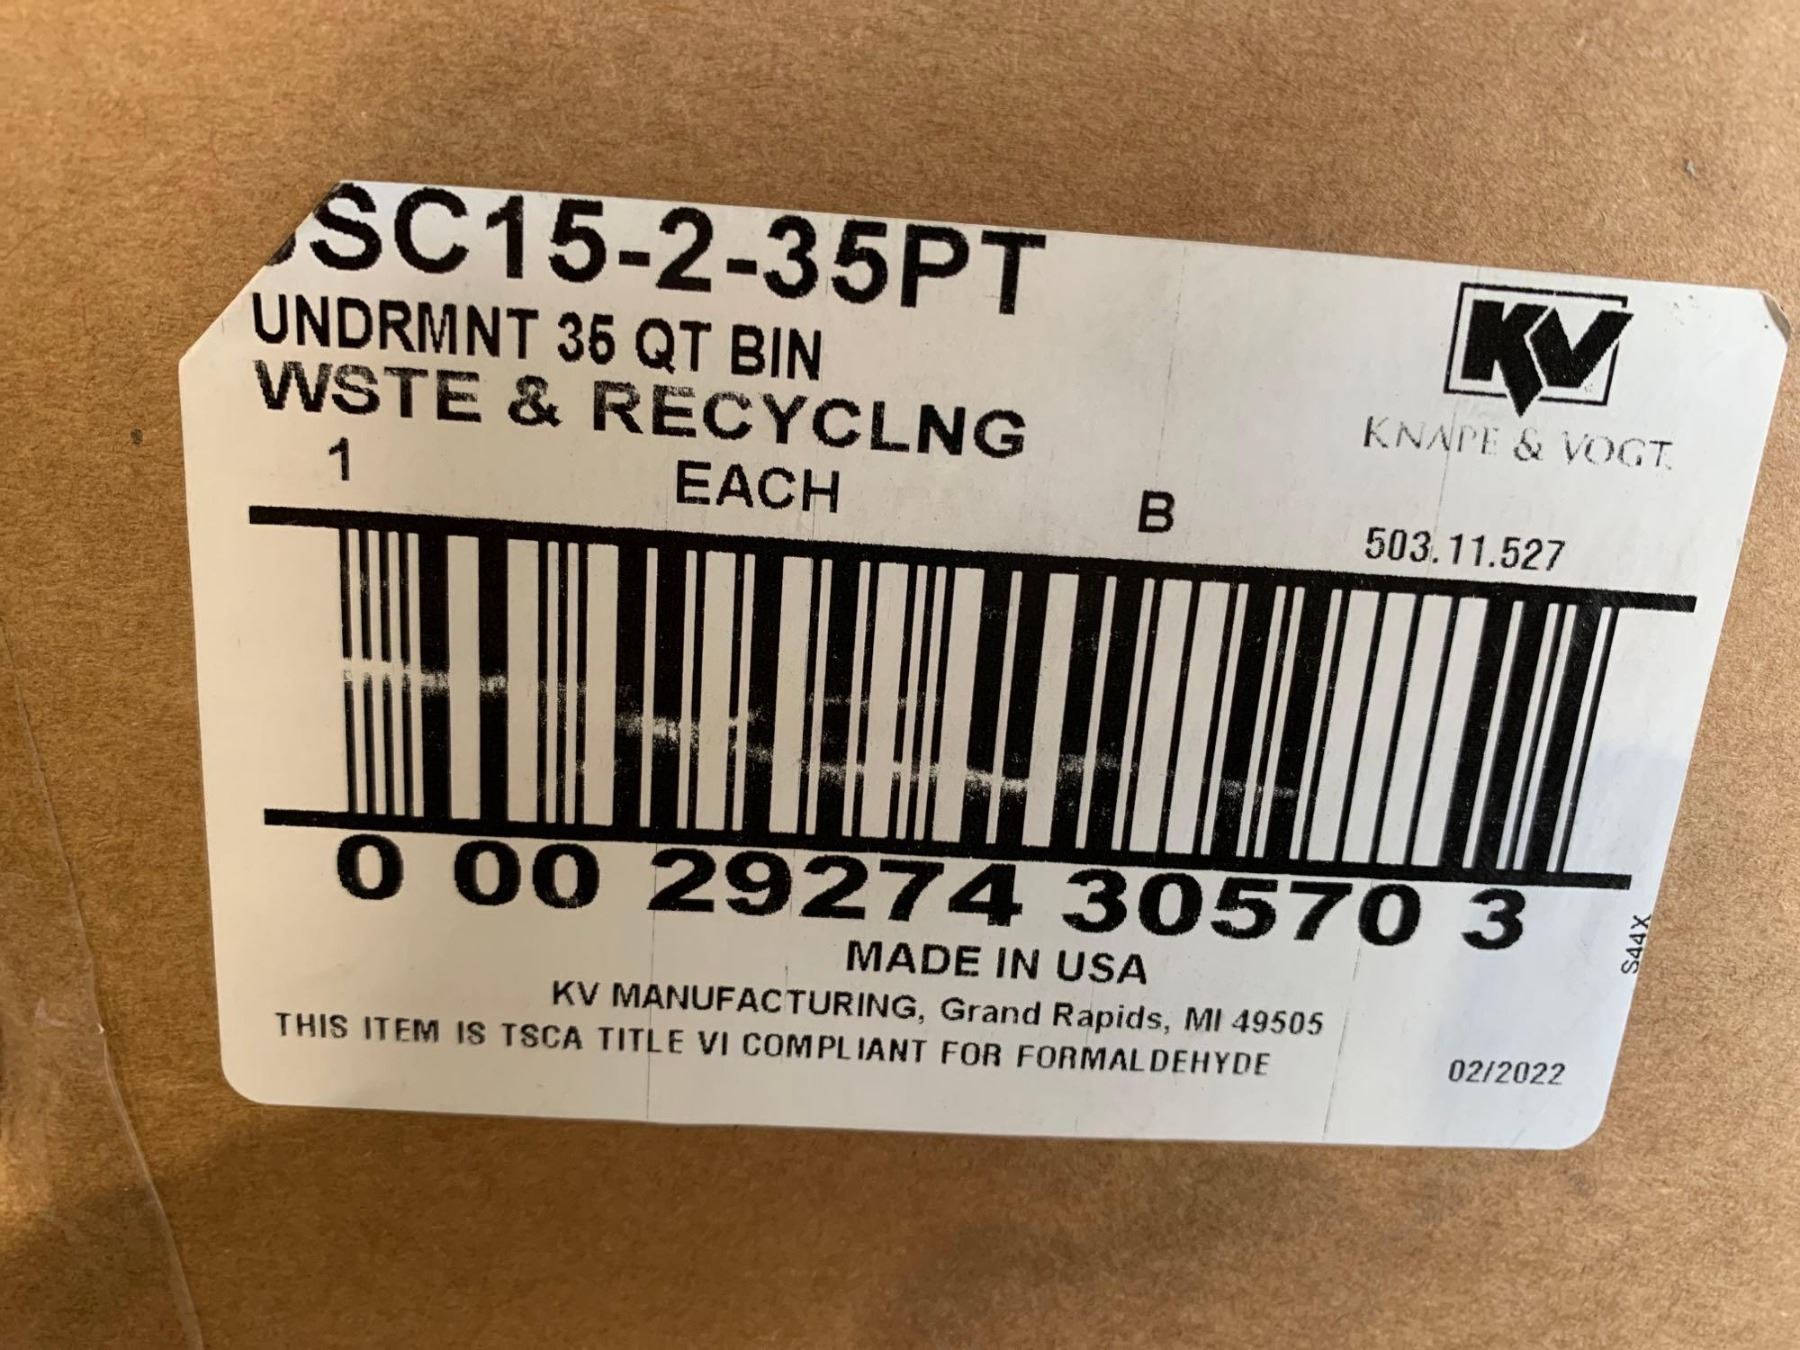 SC15-2-35PT
UNDRMNT 35 QT BIN
WSTE & RECYCLNG
1 EACH B
KV
KNAPE & VOGT.
503.11.527
0 00 29274 30570 3
S44X
MADE IN USA
KV MANUFACTURING, Grand Rapids, MI 49505
THIS ITEM IS TSCA TITLE VI COMPLIANT FOR FORMALDEHYDE
02/2022